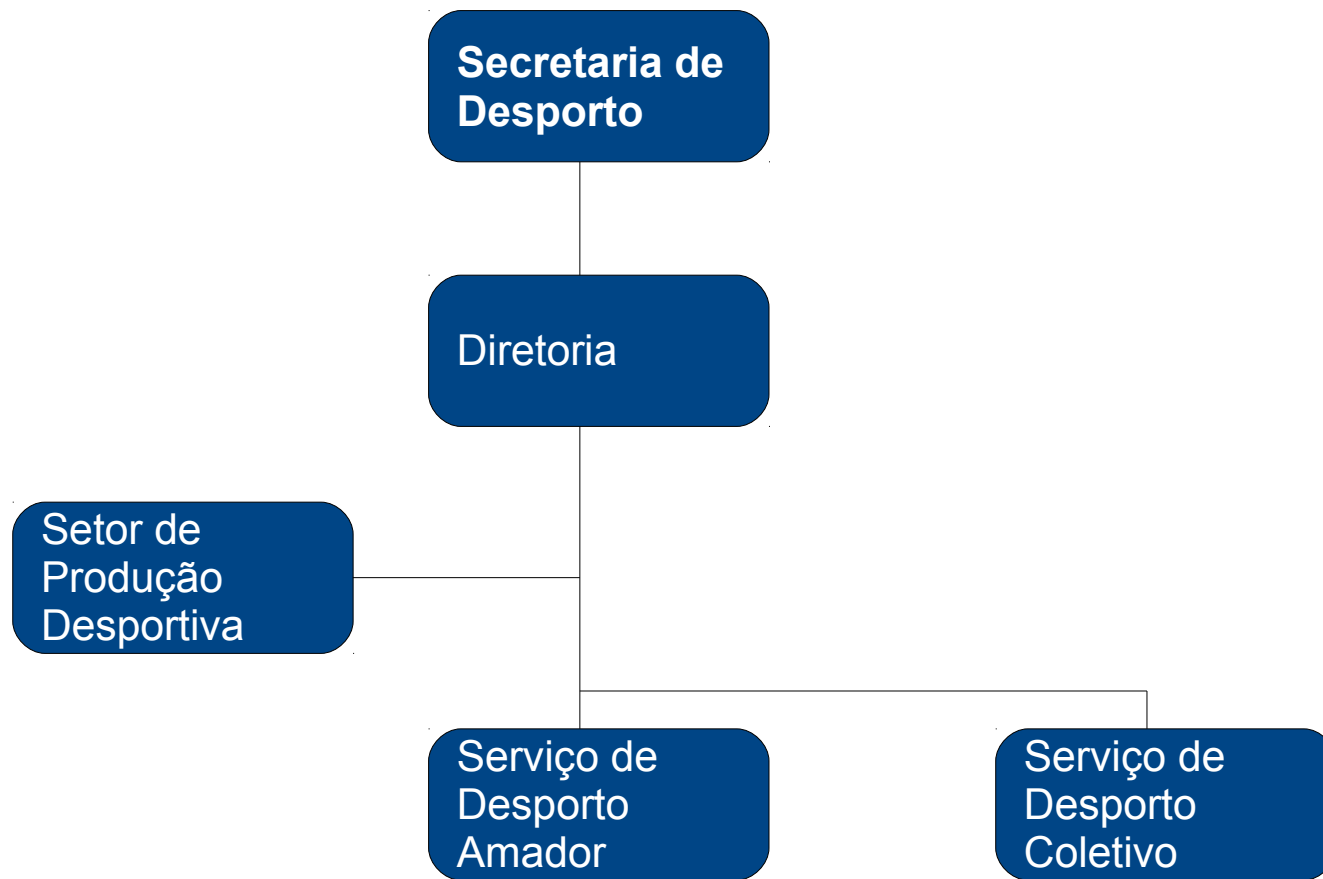 Secretaria de
Desporto
Diretoria
Setor de
Produção
Desportiva
Serviço de
Desporto
Amador
Serviço de
Desporto
Coletivo